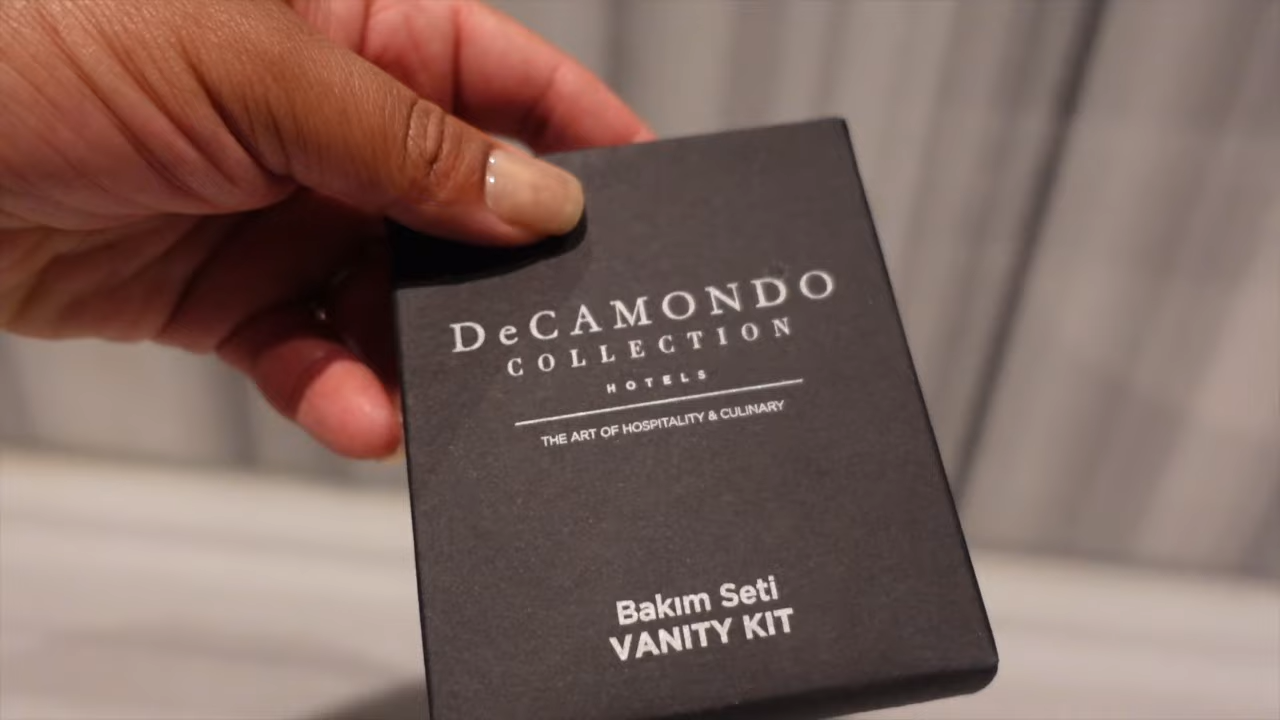 DeCAMONDO
COLLECTION
HOTELS
THE ART OF HOSPITALITY & CULINARY
Bakım Seti
VANITY KIT